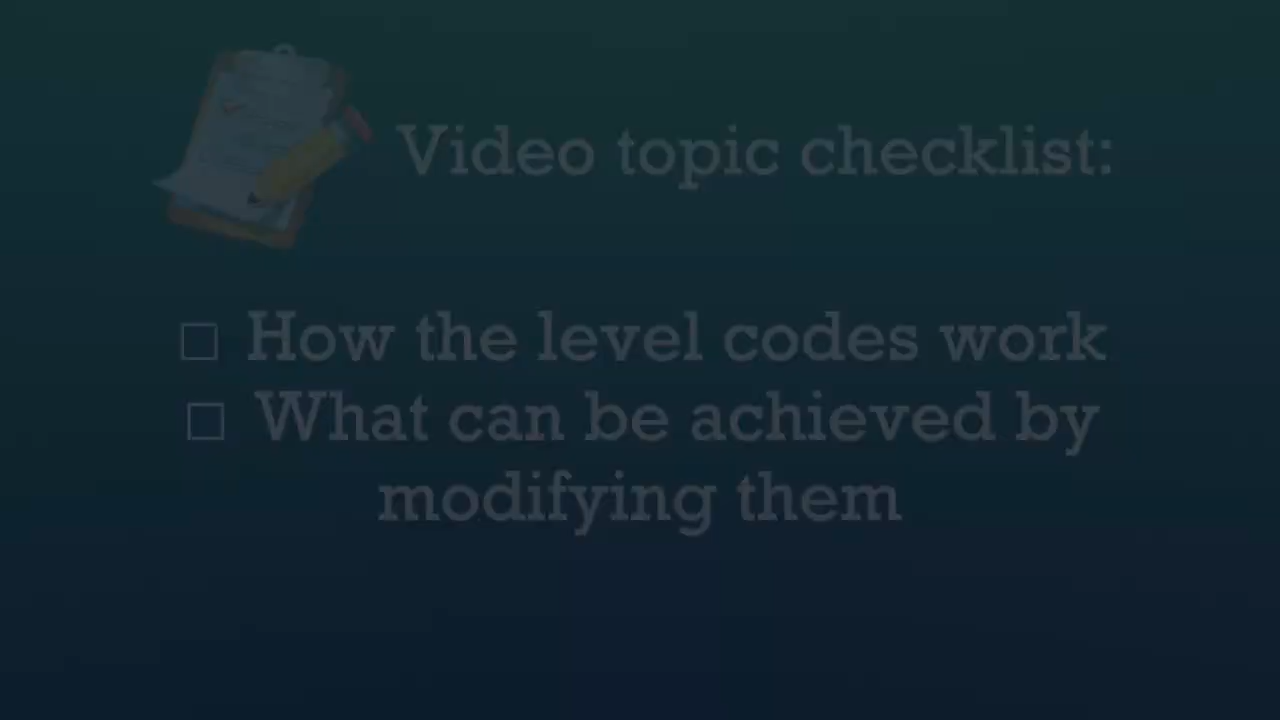 Video topic checklist:
☐ How the level codes work
☐ What can be achieved by
modifying them